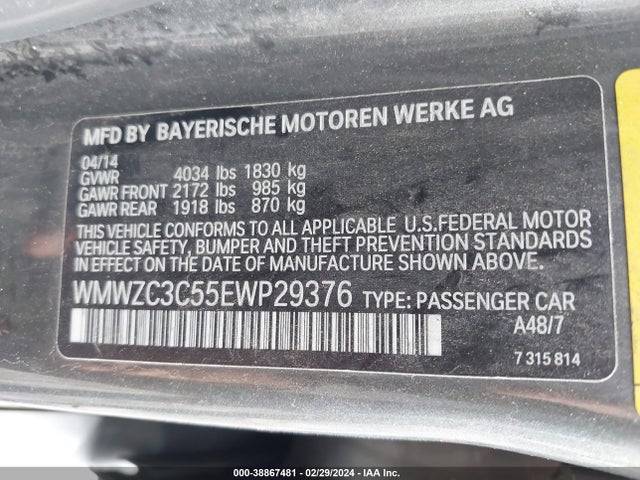 MFD BY BAYERISCHE MOTOREN WERKE AG
04/14
GVWR 4034 lbs 1830 kg
GAWR FRONT 2172 lbs 985 kg
GAWR REAR 1918 lbs 870 kg
THIS VEHICLE CONFORMS TO ALL APPLICABLE U.S.FEDERAL MOTOR
VEHICLE SAFETY, BUMPER AND THEFT PREVENTION STANDARDS
IN EFFECT ON THE DATE OF MANUFACTURE SHOWN ABOVE.
WMWZC3C55EWP29376 TYPE: PASSENGER CAR
A48/7
7 315 814
000-38867481 - 02/29/2024 - IAA Inc.